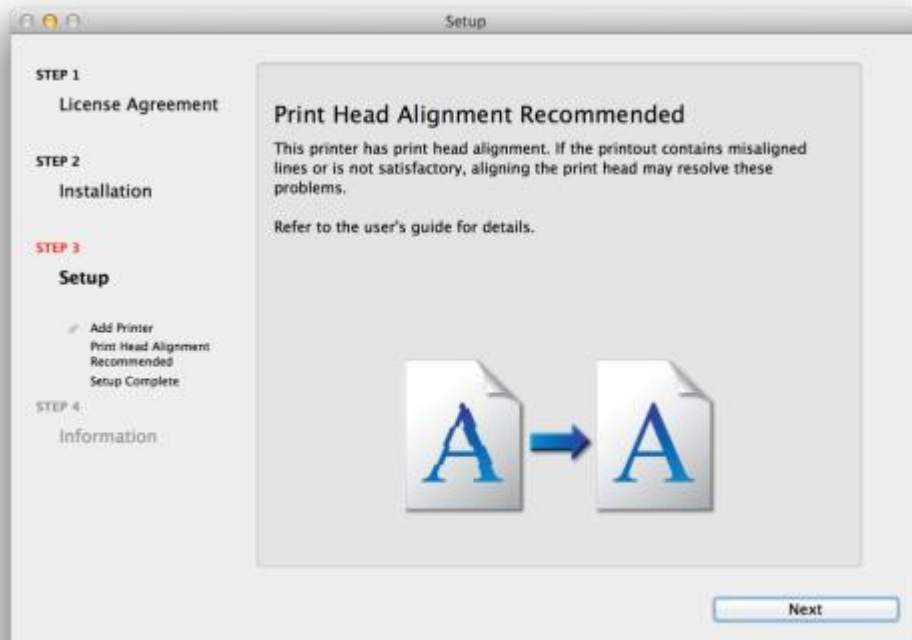 Setup
STEP 1
License Agreement
STEP 2
Installation
STEP 3
Setup
Add Printer
Print Head Alignment
Recommended
Setup Complete
STEP 4
Information
Print Head Alignment Recommended
This printer has print head alignment. If the printout contains misaligned
lines or is not satisfactory, aligning the print head may resolve these
problems.
Refer to the user's guide for details.
A
A
Next